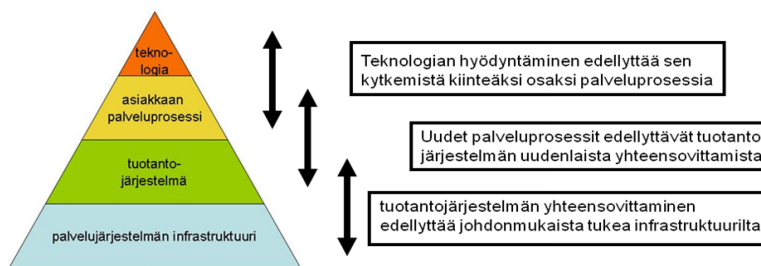 tekno-
logia
asiakkaan
palveluprosessi
tuotanto-
järjestelmä
palvelujärjestelmän infrastruktuuri
Teknologian hyödyntäminen edellyttää sen
kytkemistä kiinteäksi osaksi palveluprosessia
Uudet palveluprosessit edellyttävät tuotanto
järjestelmän uudenlaista yhteensovittamista
tuotantojärjestelmän yhteensovittaminen
edellyttää johdonmukaista tukea infrastruktuurilta